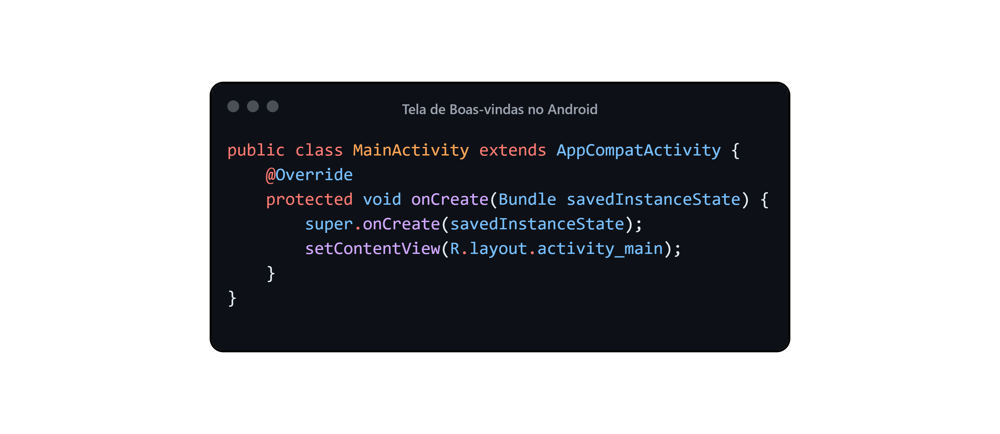 Tela de Boas-vindas no Android
public class MainActivity extends AppCompatActivity {
    @Override
    protected void onCreate(Bundle savedInstanceState) {
        super.onCreate(savedInstanceState);
        setContentView(R.layout.activity_main);
    }
}